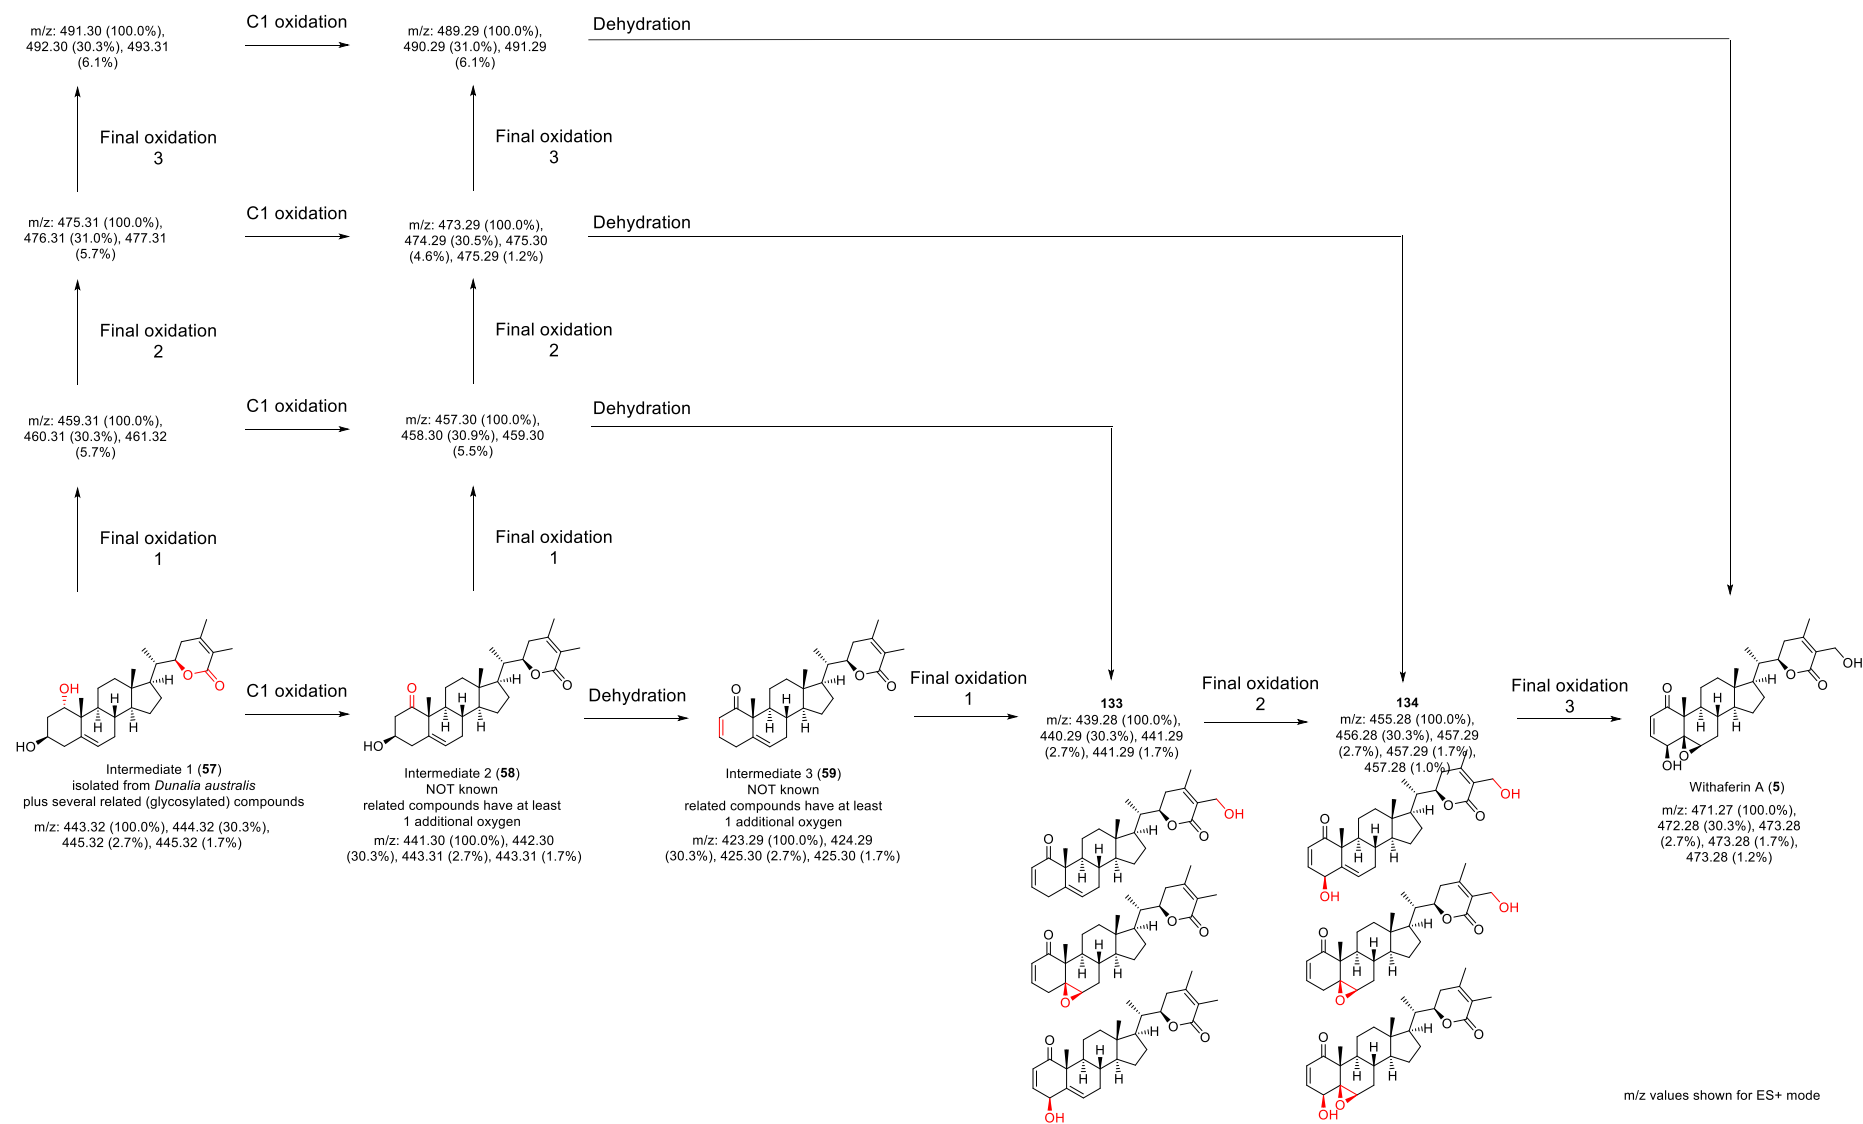 m/z: 491.30 (100.0%),
492.30 (30.3%), 493.31
(6.1%)
C1 oxidation
m/z: 489.29 (100.0%),
490.29 (31.0%), 491.29
(6.1%)
Dehydration
Final oxidation
3
Final oxidation
3
m/z: 475.31 (100.0%),
476.31 (31.0%), 477.31
(5.7%)
C1 oxidation
m/z: 473.29 (100.0%),
474.29 (30.5%), 475.30
(4.6%), 475.29 (1.2%)
Dehydration
Final oxidation
2
Final oxidation
2
m/z: 459.31 (100.0%),
460.31 (30.3%), 461.32
(5.7%)
C1 oxidation
m/z: 457.30 (100.0%),
458.30 (30.9%), 459.30
(5.5%)
Dehydration
Final oxidation
1
Final oxidation
1
OH
HO
H
H
H
H
O
O
Intermediate 1 (57)
isolated from Dunalia australis
plus several related (glycosylated) compounds
m/z: 443.32 (100.0%), 444.32 (30.3%),
445.32 (2.7%), 445.32 (1.7%)
C1 oxidation
O
HO
H
H
H
H
O
O
Intermediate 2 (58)
NOT known
related compounds have at least
1 additional oxygen
m/z: 441.30 (100.0%), 442.30
(30.3%), 443.31 (2.7%), 443.31 (1.7%)
Dehydration
O
H
H
H
H
O
O
Intermediate 3 (59)
NOT known
related compounds have at least
1 additional oxygen
m/z: 423.29 (100.0%), 424.29
(30.3%), 425.30 (2.7%), 425.30 (1.7%)
Final oxidation
1
133
m/z: 439.28 (100.0%),
440.29 (30.3%), 441.29
(2.7%), 441.29 (1.7%)
O
H
H
H
H
O
O
OH
O
O
H
H
H
H
O
O
O
OH
H
H
H
H
O
O
Final oxidation
2
134
m/z: 455.28 (100.0%),
456.28 (30.3%), 457.29
(2.7%), 457.29 (1.7%),
457.28 (1.0%)
O
OH
H
H
H
H
O
O
OH
O
O
H
H
H
H
O
O
OH
O
OH
O
H
H
H
H
O
O
Final oxidation
3
O
OH
O
H
H
H
H
O
O
OH
Withaferin A (5)
m/z: 471.27 (100.0%),
472.28 (30.3%), 473.28
(2.7%), 473.28 (1.7%),
473.28 (1.2%)
m/z values shown for ES+ mode